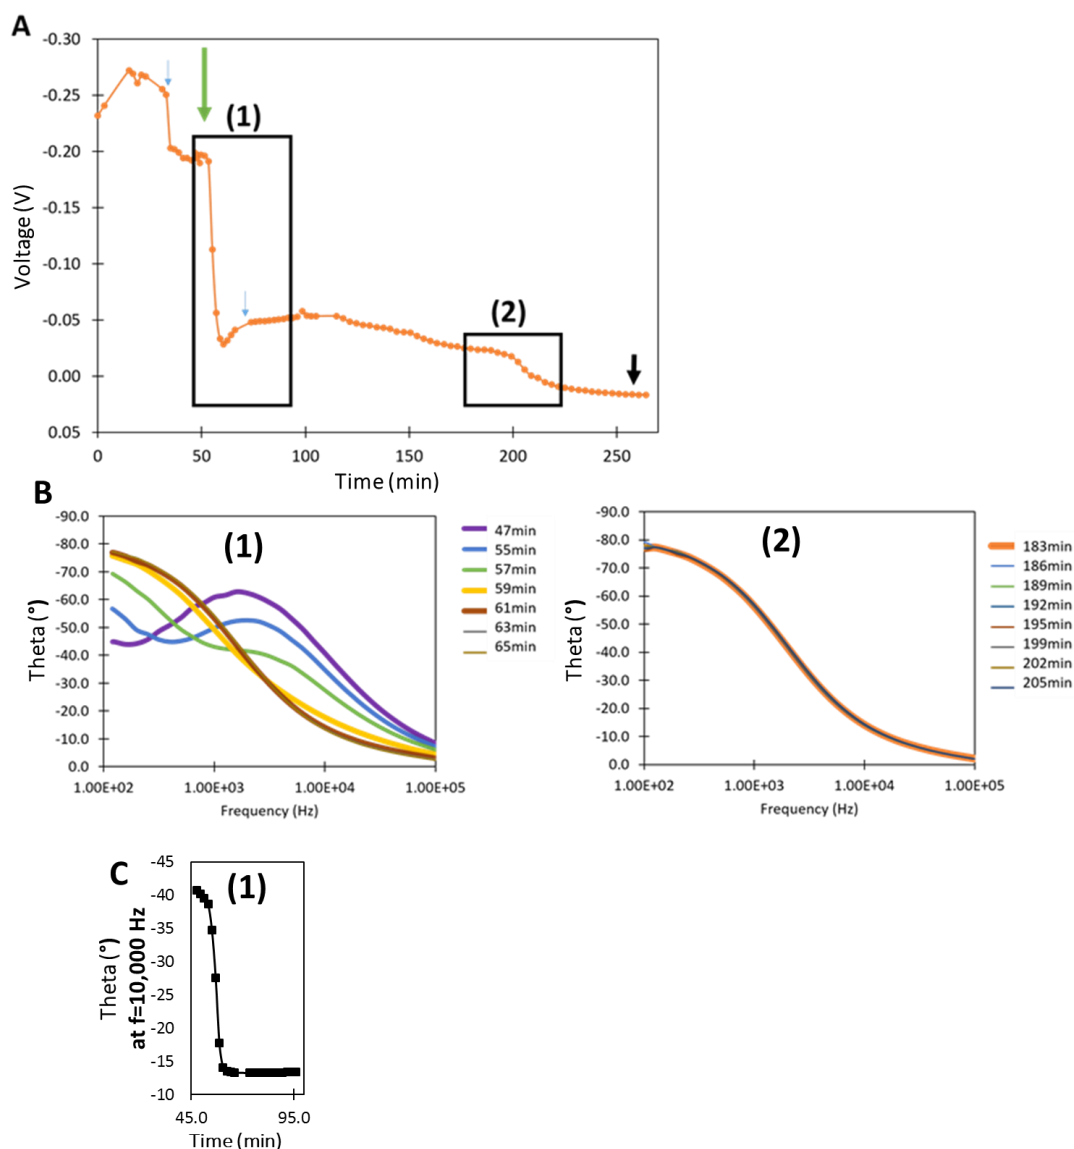 A
-0.30
-0.25
-0.20
-0.15
-0.10
-0.05
0.00
0.05
Voltage (V)
(1)
(2)
0 50 100 150 200 250
Time (min)
B
-90.0
-80.0
-70.0
-60.0
-50.0
-40.0
-30.0
-20.0
-10.0
0.0
Theta (°)
(1)
1.00E+02 1.00E+03 1.00E+04 1.00E+05
Frequency (Hz)
47min
55min
57min
59min
61min
63min
65min
-90.0
-80.0
-70.0
-60.0
-50.0
-40.0
-30.0
-20.0
-10.0
0.0
Theta (°)
(2)
1.00E+02 1.00E+03 1.00E+04 1.00E+05
Frequency (Hz)
183min
186min
189min
192min
195min
199min
202min
205min
C
-45
-40
-35
-30
-25
-20
-15
-10
Theta (°)
at f=10,000 Hz
(1)
45.0 95.0
Time (min)